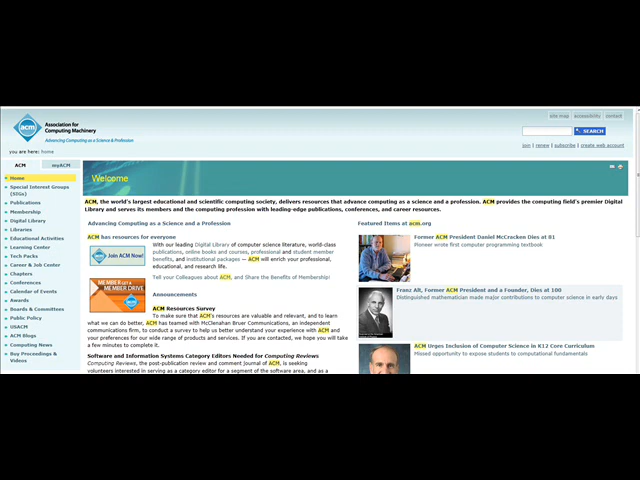 site map accessibility contact
acm
Association for
Computing Machinery
Advancing Computing as a Science & Profession
SEARCH
you are here: home
join | renew | subscribe | create web account
ACM myACM
Home
Special Interest Groups
(SIGs)
Publications
Membership
Digital Library
Libraries
Educational Activities
Learning Center
Tech Packs
Career & Job Center
Chapters
Conferences
Calendar of Events
Awards
Boards & Committees
Public Policy
USACM
ACM Blogs
Computing News
Buy Proceedings &
Videos
Welcome
ACM, the world's largest educational and scientific computing society, delivers resources that advance computing as a science and a profession. ACM provides the computing field's premier Digital
Library and serves its members and the computing profession with leading-edge publications, conferences, and career resources.
Advancing Computing as a Science and a Profession
ACM has resources for everyone
Join ACM Now!
With our leading Digital Library of computer science literature, world-class
publications, online books and courses, professional and student member
benefits, and institutional packages — ACM will enrich your professional,
educational, and research life.
MEMBER GET A
MEMBER DRIVE
Tell your Colleagues about ACM, and Share the Benefits of Membership!
Announcements
ACM Resources Survey
To make sure that ACM's resources are valuable and relevant, and to learn
what we can do better, ACM has teamed with McClenahan Bruer Communications, an independent
communications firm, to conduct a survey to help us better understand your experience with ACM and
your preferences for our wide range of products and services. If you are contacted, we hope you will
take a few minutes to complete it.
Software and Information Systems Category Editors Needed for Computing Reviews
Computing Reviews, the post-publication review and comment journal of ACM, is seeking
volunteers interested in serving as a category editor for a segment of the software area, and as a
Featured Items at acm.org
Former ACM President Daniel McCracken Dies at 81
Pioneer wrote first computer programming textbook
Franz Alt, Former ACM President and a Founder, Dies at 100
Distinguished mathematician made major contributions to computer science in early days
ACM Urges Inclusion of Computer Science in K12 Core Curriculum
Missed opportunity to expose students to computational fundamentals